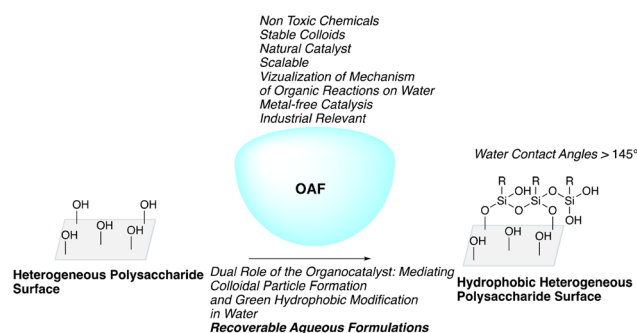 Non Toxic Chemicals
Stable Colloids
Natural Catalyst
Scalable
Vizualization of Mechanism
of Organic Reactions on Water
Metal-free Catalysis
Industrial Relevant
OAF
Water Contact Angles > 145°
OH
OH
OH
OH
OH
Heterogeneous Polysaccharide
Surface
Dual Role of the Organocatalyst: Mediating
Colloidal Particle Formation
and Green Hydrophobic Modification
in Water
Recoverable Aqueous Formulations
R
R
R
OH
OH
Si
Si
Si
O
O
O
O
OH
OH
OH
OH
Hydrophobic Heterogeneous
Polysaccharide Surface